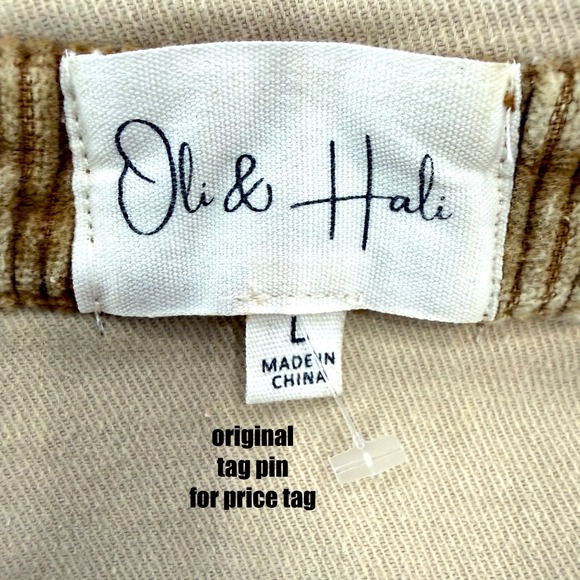 Oli & Hali
L
MADE IN
CHINA
original
tag pin
for price tag